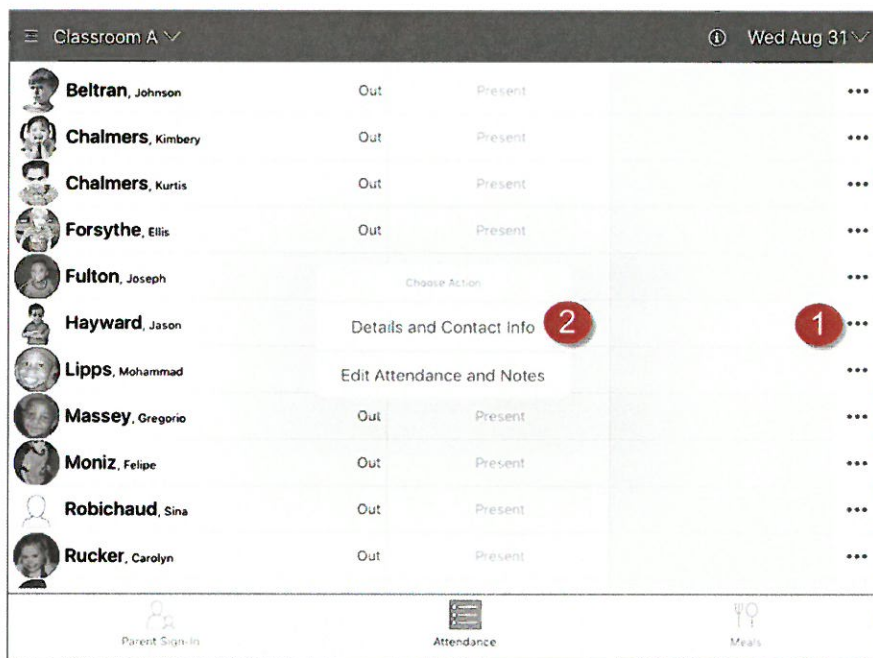 Classroom A Wed Aug 31
Beltran, Johnson Out Present
Chalmers, Kimbery Out Present
Chalmers, Kurtis Out Present
Forsythe, Ellis Out Present
Fulton, Joseph
Choose Action
Hayward, Jason Details and Contact Info 2 1
Lipps, Mohammad Edit Attendance and Notes
Massey, Gregorio Out Present
Moniz, Felipe Out Present
Robichaud, Sina Out Present
Rucker, Carolyn Out Present
Parent Sign-In Attendance Meals